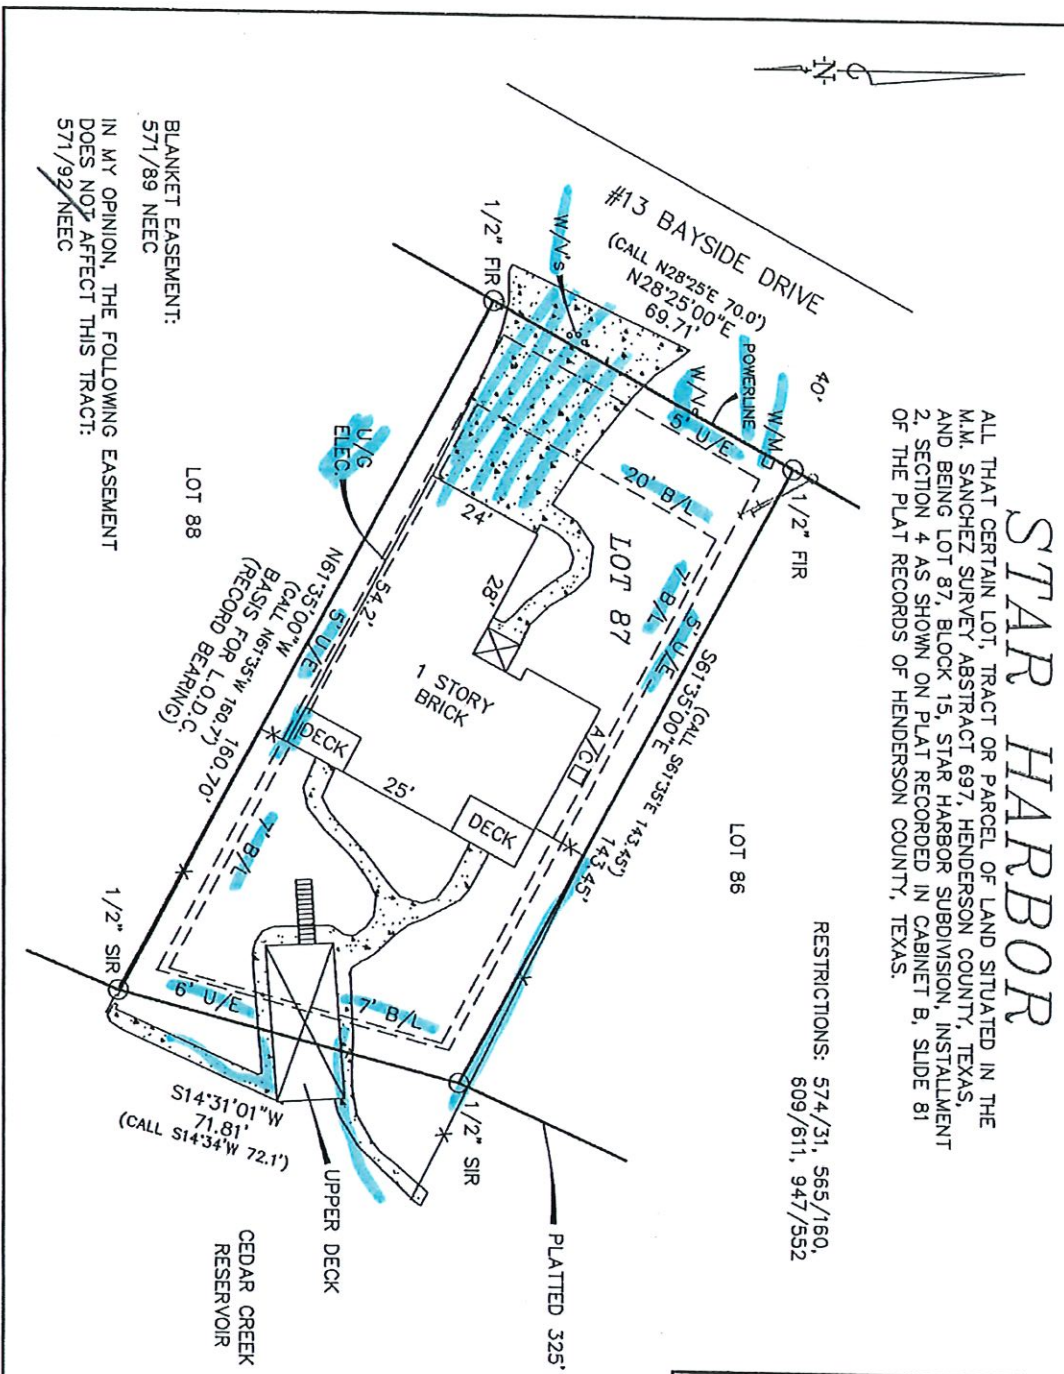 STAR HARBOR
ALL THAT CERTAIN LOT, TRACT OR PARCEL OF LAND SITUATED IN THE
M.M. SANCHEZ SURVEY ABSTRACT 697, HENDERSON COUNTY, TEXAS,
AND BEING LOT 87, BLOCK 15, STAR HARBOR SUBDIVISION, INSTALLMENT
2, SECTION 4 AS SHOWN ON PLAT RECORDED IN CABINET B, SLIDE 81
OF THE PLAT RECORDS OF HENDERSON COUNTY, TEXAS.
RESTRICTIONS: 574/31, 565/160,
609/611, 947/552
-N-
#13 BAYSIDE DRIVE
(CALL N28°25'E 70.0')
N28°25'00"E
69.71'
40'
W/M
POWERLINE
W/V
W/V's
1/2" FIR
1/2" FIR
5' U/E
20' B/L
7' B/L
5' U/E
LOT 87
LOT 86
S61°35'00"E
(CALL S61°35'E 143.45')
143.45'
24'
28'
1 STORY
BRICK
A/C
DECK
DECK
25'
54.2'
U/G
ELEC.
5' U/E
N61°35'00"W
(CALL N61°35'W 160.7')
BASIS FOR L.O.D.C.
(RECORD BEARING)
160.70'
LOT 88
7' B/L
6' U/E
7' B/L
1/2" SIR
1/2" SIR
S14°31'01"W
71.81'
(CALL S14°34'W 72.1')
UPPER DECK
PLATTED 325'
CEDAR CREEK
RESERVOIR
BLANKET EASEMENT:
571/89 NEEC
IN MY OPINION, THE FOLLOWING EASEMENT
DOES NOT AFFECT THIS TRACT:
571/92 NEEC